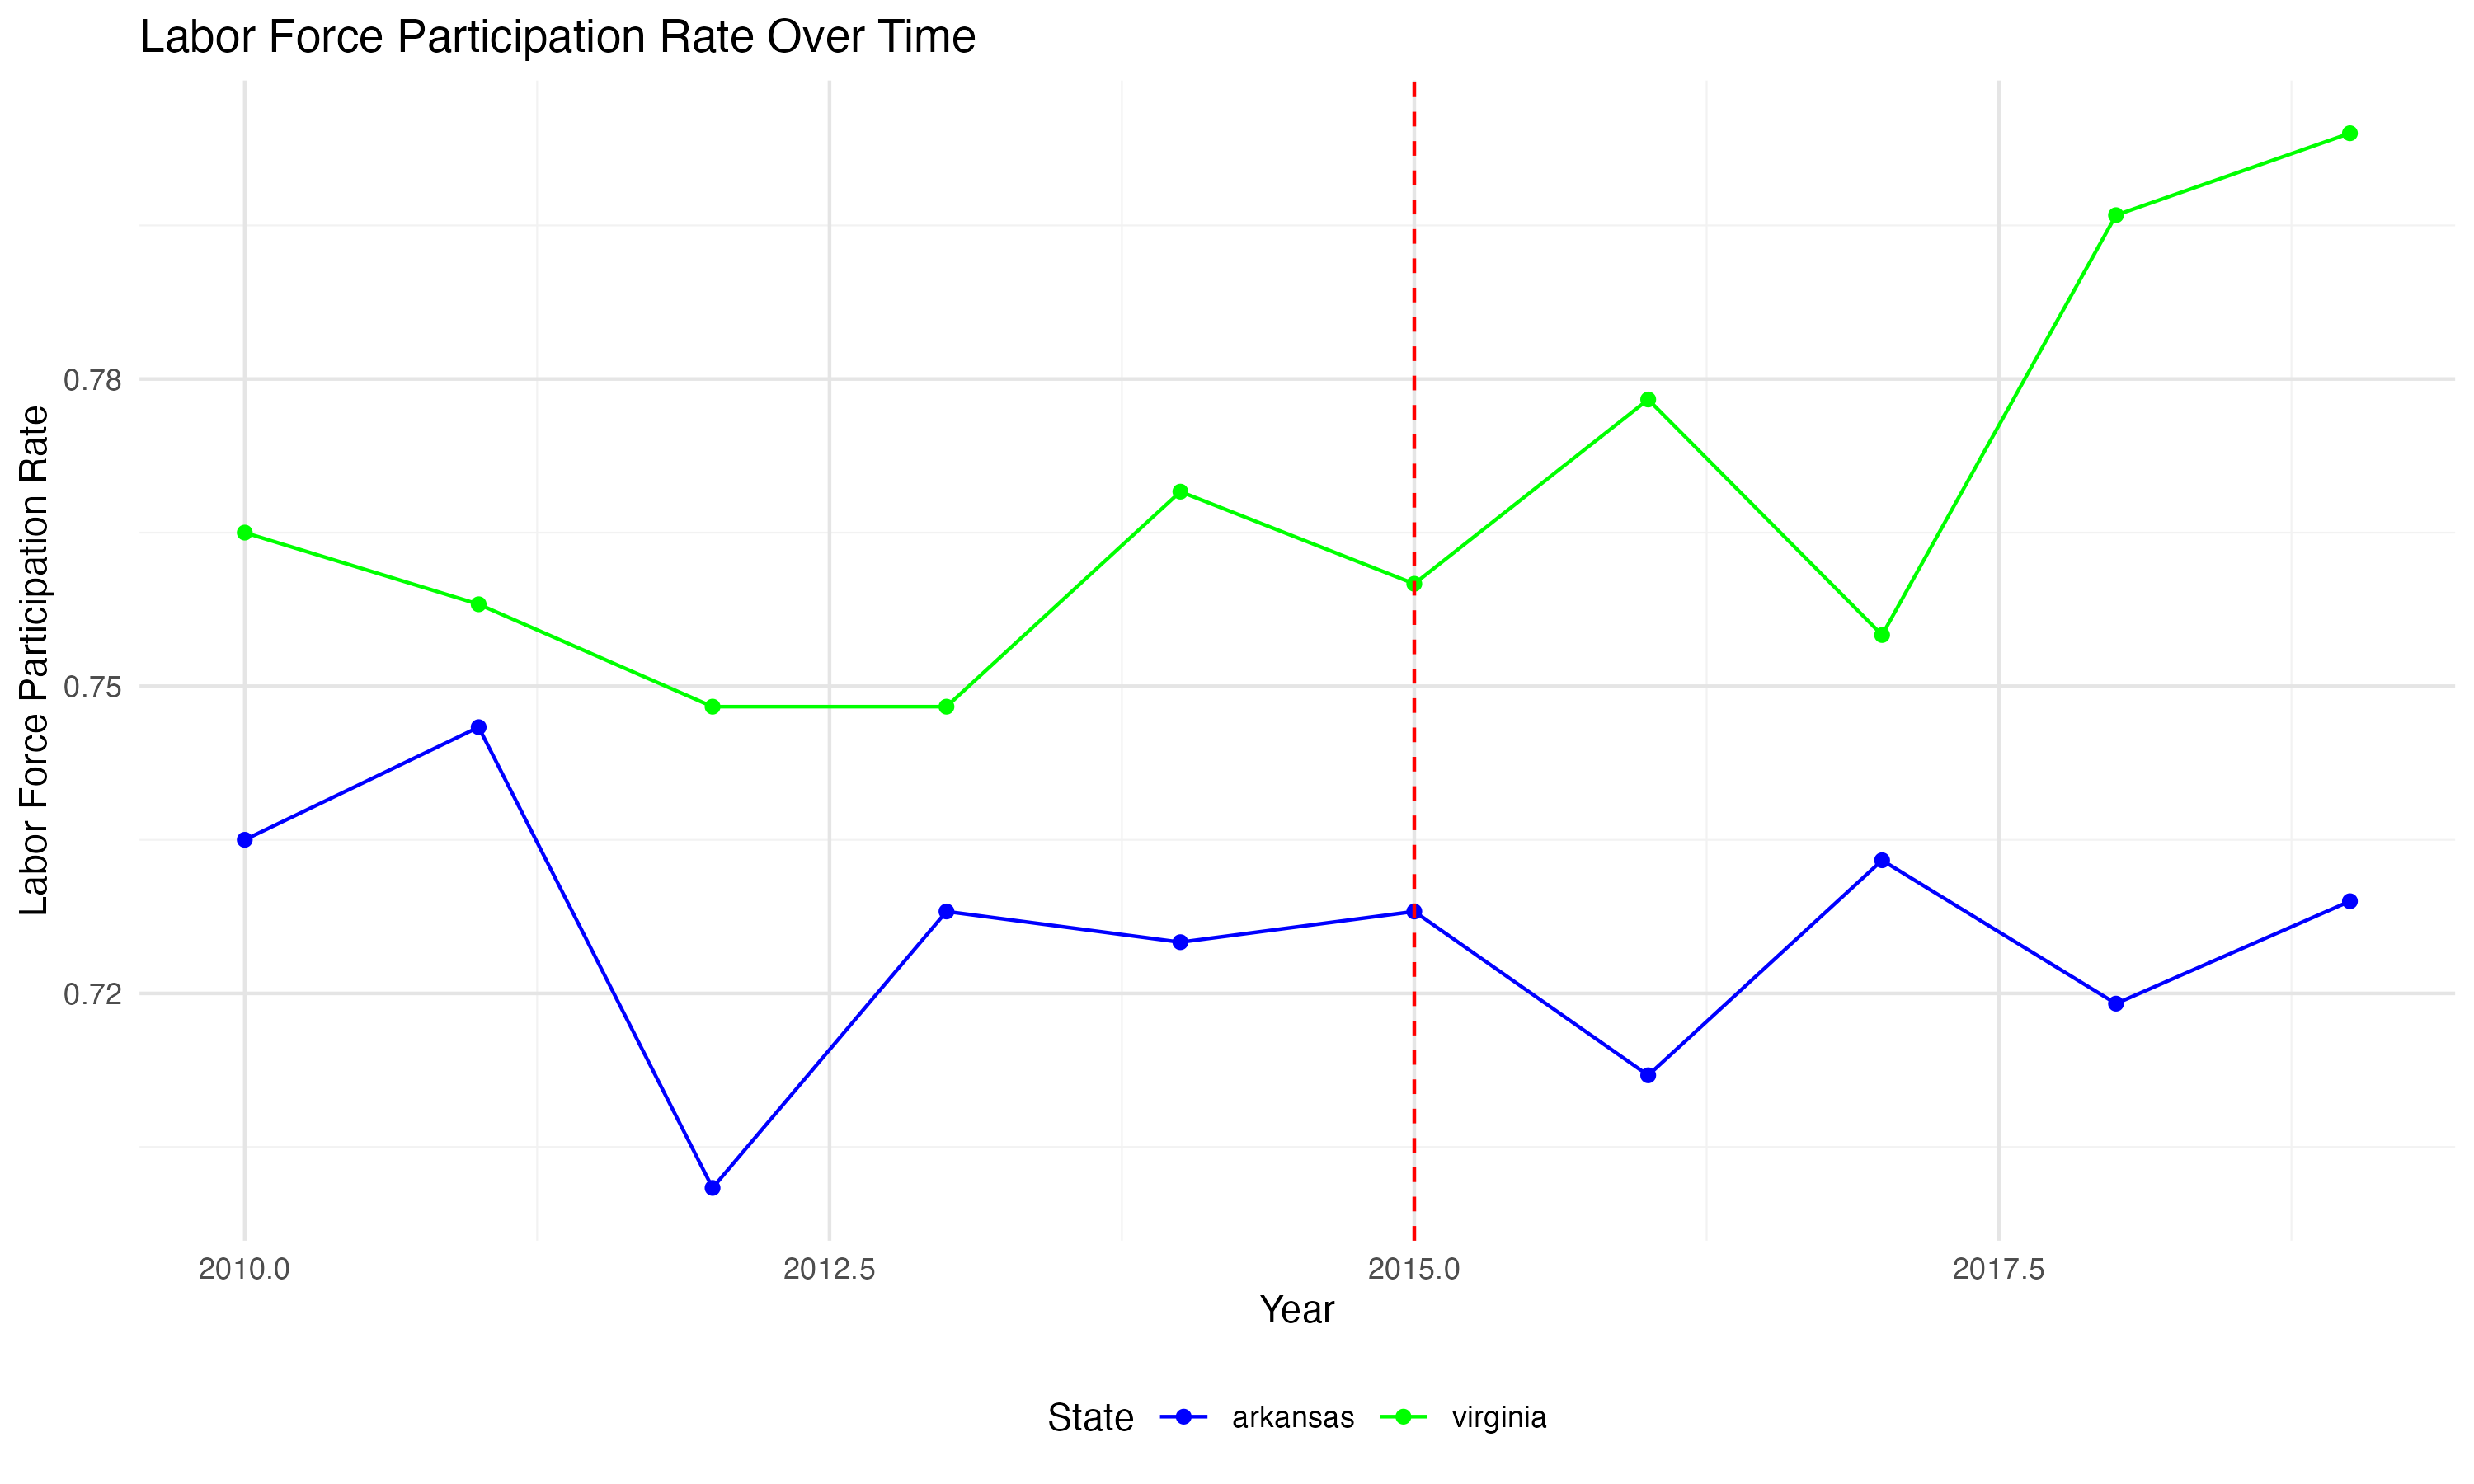 Labor Force Participation Rate Over Time
Labor Force Participation Rate
0.78
0.75
0.72
2010.0 2012.5 2015.0 2017.5
Year
State arkansas virginia